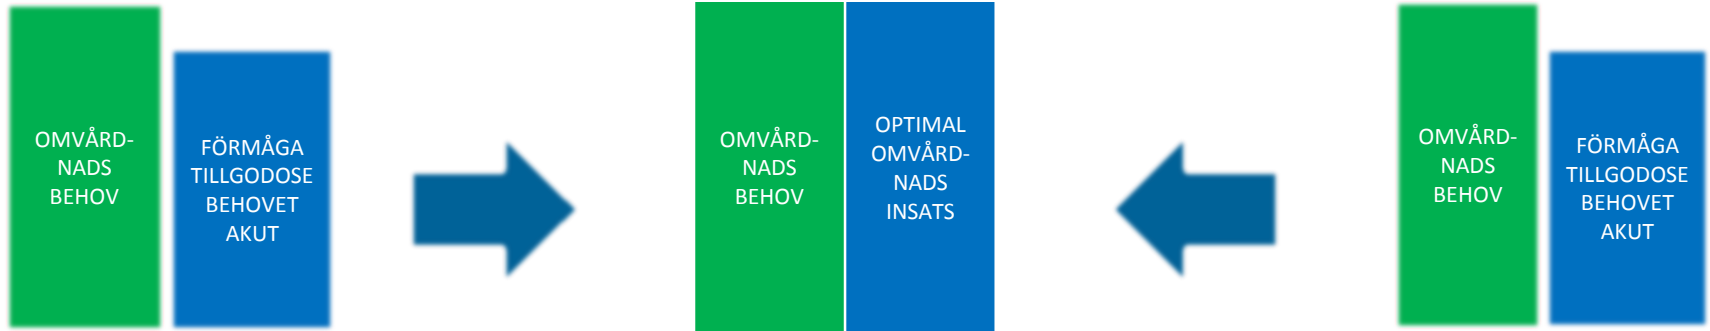 OMVÅRD-
NADS
BEHOV
FÖRMÅGA
TILLGODOSE
BEHOVET
AKUT
OMVÅRD-
NADS
BEHOV
OPTIMAL
OMVÅRD-
NADS
INSATS
OMVÅRD-
NADS
BEHOV
FÖRMÅGA
TILLGODOSE
BEHOVET
AKUT